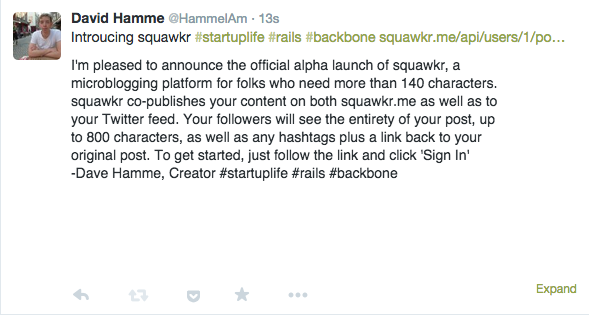 David Hamme @HammelAm · 13s
Introucing squawkr #startuplife #rails #backbone squawkr.me/api/users/1/po...
I'm pleased to announce the official alpha launch of squawkr, a
microblogging platform for folks who need more than 140 characters.
squawkr co-publishes your content on both squawkr.me as well as to
your Twitter feed. Your followers will see the entirety of your post, up
to 800 characters, as well as any hashtags plus a link back to your
original post. To get started, just follow the link and click 'Sign In'
-Dave Hamme, Creator #startuplife #rails #backbone
Expand